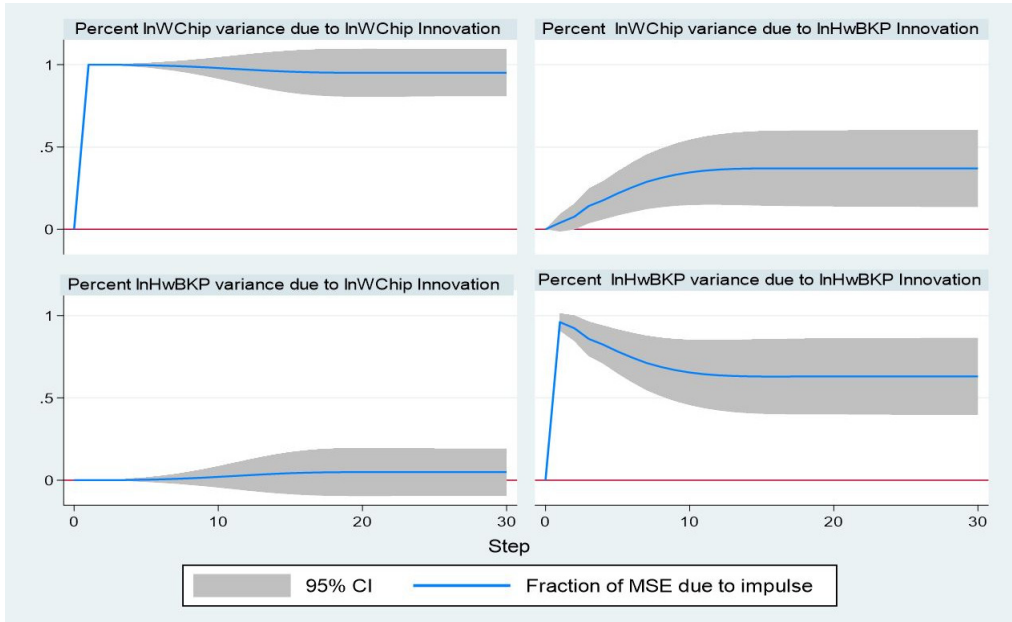 Percent lnWChip variance due to lnWChip Innovation
Percent lnWChip variance due to lnHwBKP Innovation
1
.5
0
Percent lnHwBKP variance due to lnWChip Innovation
Percent lnHwBKP variance due to lnHwBKP Innovation
1
.5
0
0 10 20 30
0 10 20 30
Step
95% CI
Fraction of MSE due to impulse